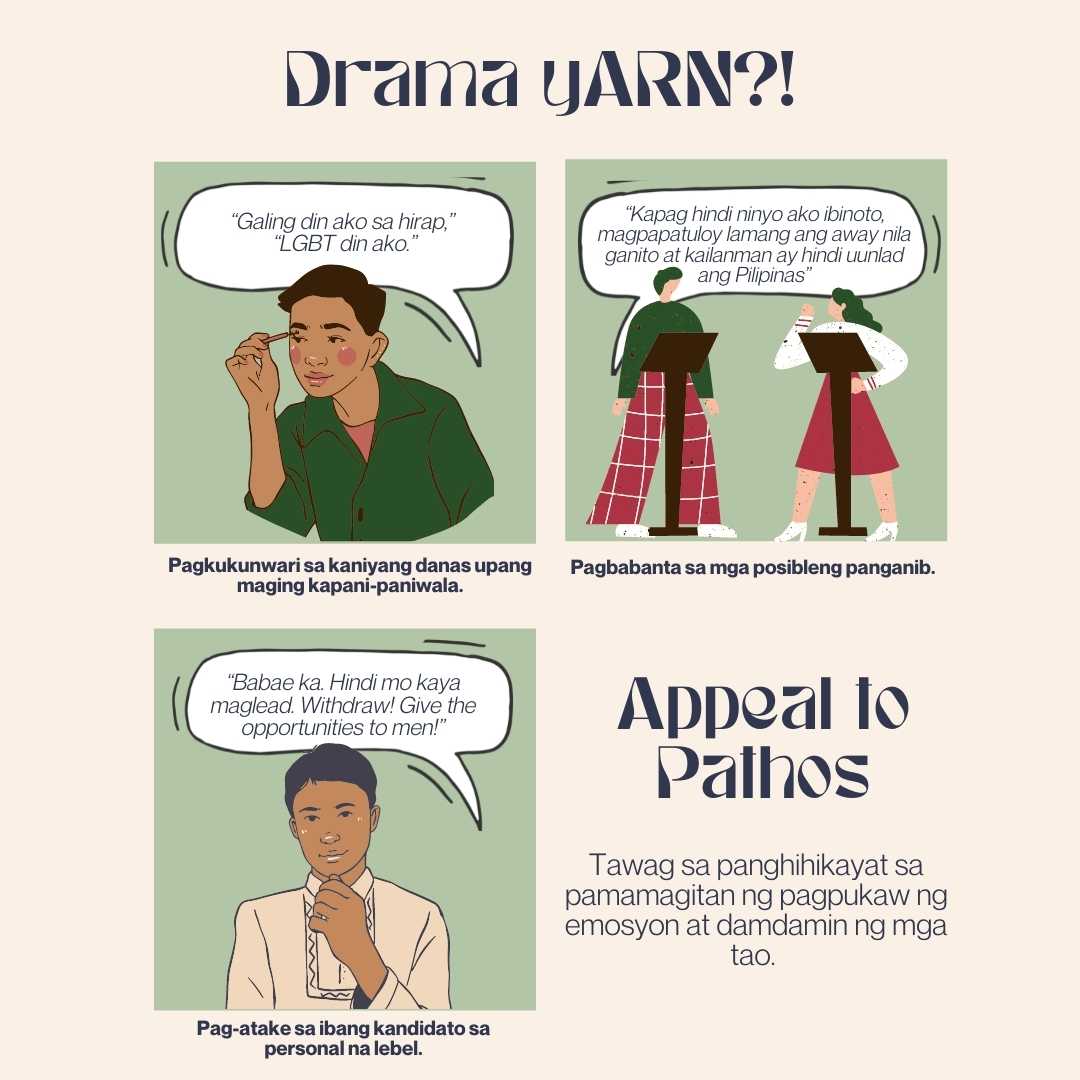 Drama yARN?!
“Galing din ako sa hirap,”
“LGBT din ako.”
Pagkukunwari sa kaniyang danas upang
maging kapani-paniwala.
“Kapag hindi ninyo ako ibinoto,
magpapatuloy lamang ang away nila
ganito at kailanman ay hindi uunlad
ang Pilipinas”
Pagbabanta sa mga posibleng panganib.
“Babae ka. Hindi mo kaya
maglead. Withdraw! Give the
opportunities to men!”
Pag-atake sa ibang kandidato sa
personal na lebel.
Appeal to
Pathos
Tawag sa panghihikayat sa
pamamagitan ng pagpukaw ng
emosyon at damdamin ng mga
tao.